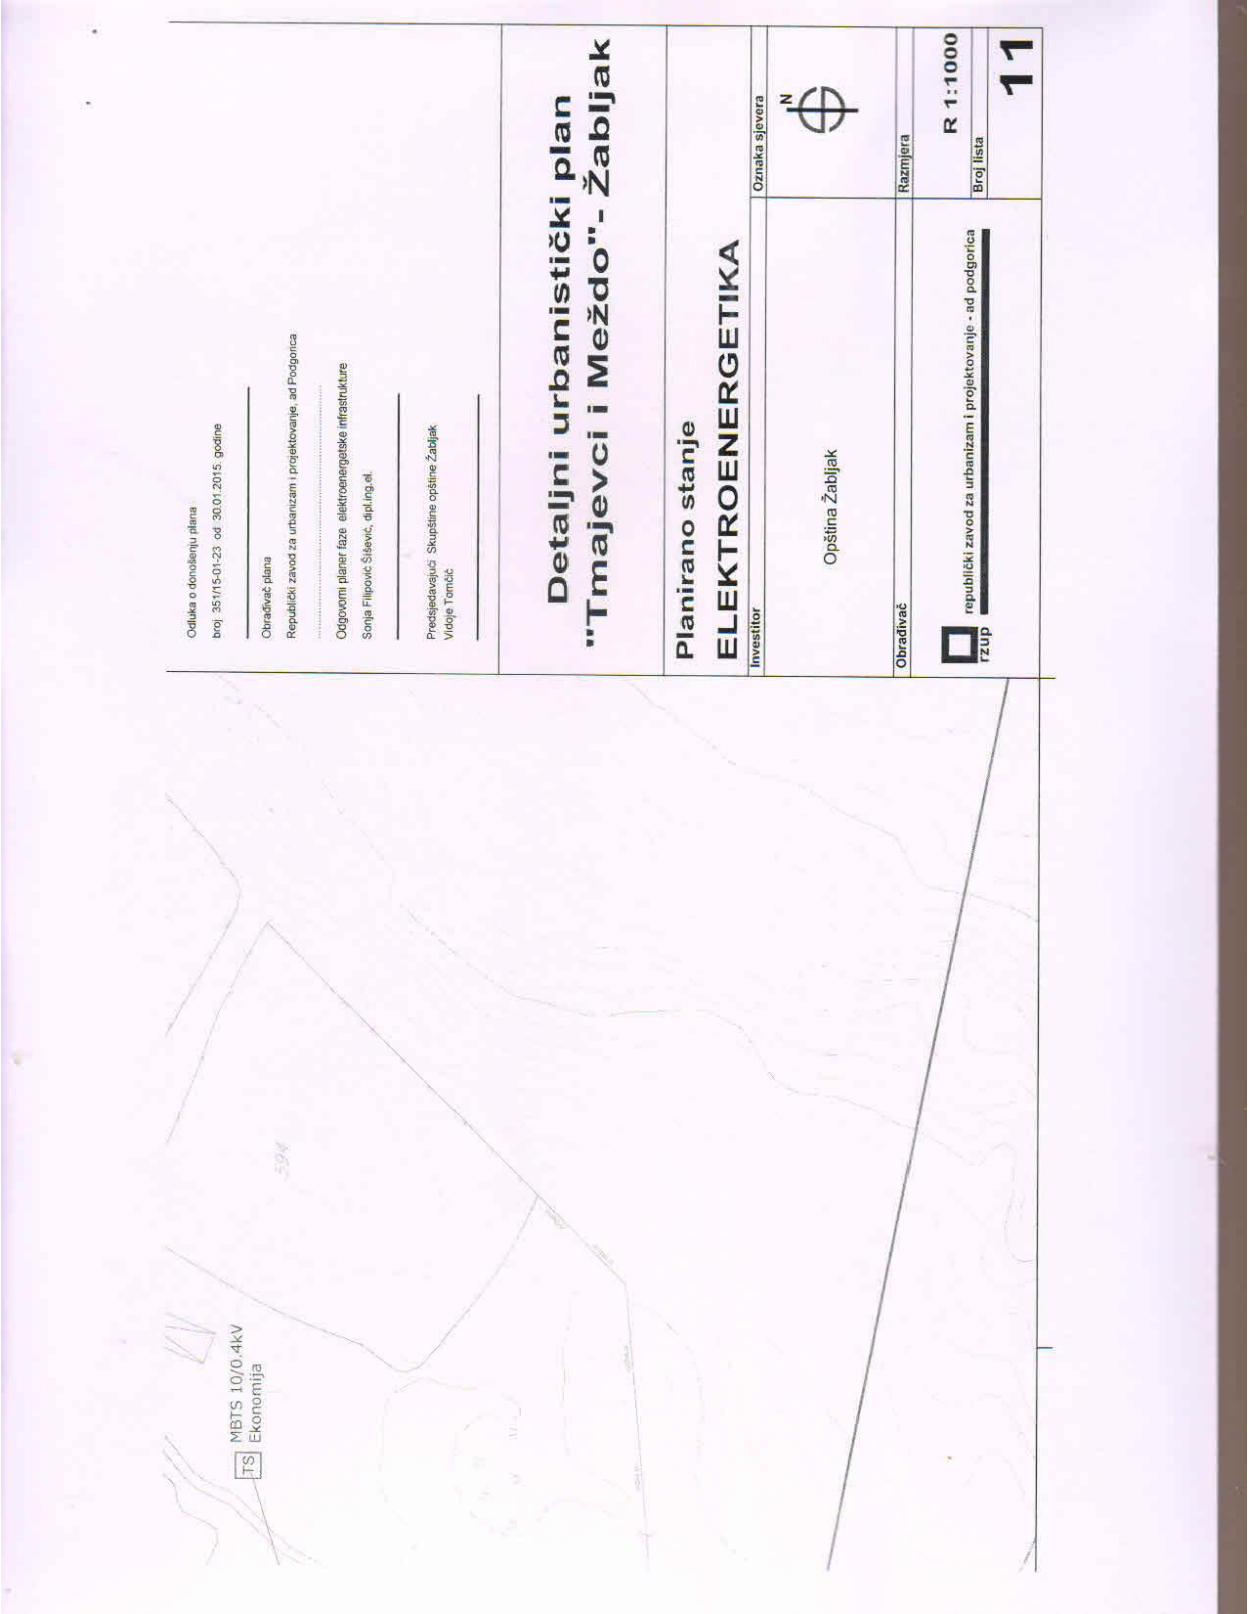 Odluka o donošenju plana
broj 351/15-01-23 od 30.01.2015. godine
Obrađivač plana
Republički zavod za urbanizam i projektovanje, ad Podgorica
Odgovorni planer faze elektroenergetske infrastrukture
Sonja Filipović Šišević, dipl.ing.el.
Predsjedavajući Skupštine opštine Žabljak
Vidoje Tomčić
Detaljni urbanistički plan
"Tmajevci i Meždo"- Žabljak
Planirano stanje
ELEKTROENERGETIKA
Investitor
Opština Žabljak
Oznaka sjevera
N
Obrađivač
rzup
republički zavod za urbanizam i projektovanje - ad podgorica
Razmjera
R 1:1000
Broj lista
11
594
TS
MBTS 10/0.4kV
Ekonomija